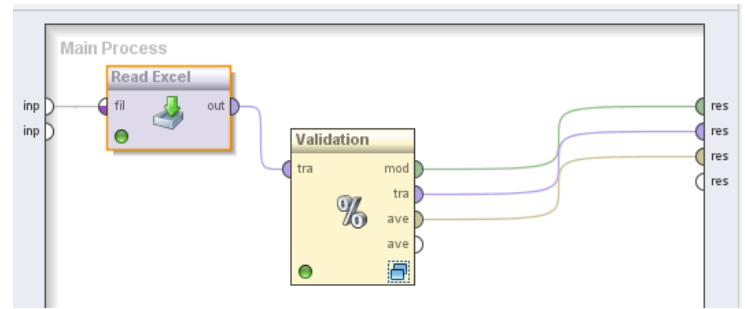 Main Process
Read Excel
inp fil out res
inp res
Validation res
tra mod res
tra
% ave
ave